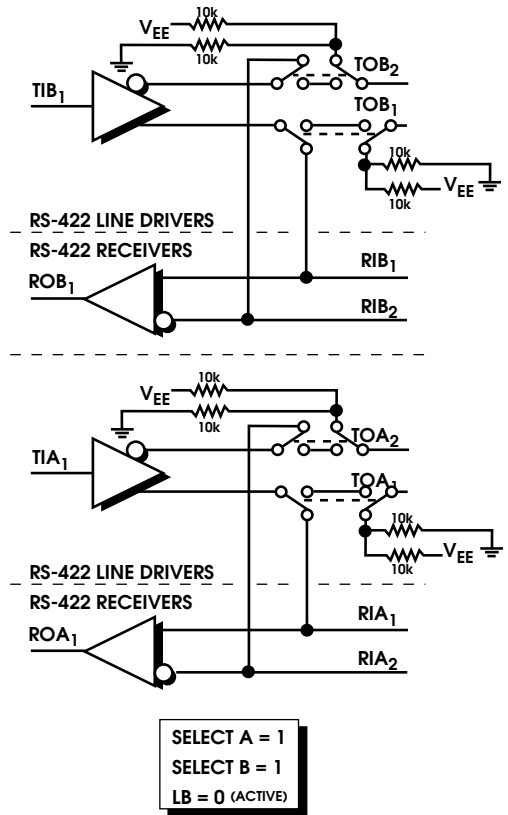 10k
VEE
10k
TOB2
TIB1
TOB1
10k
VEE
10k
RS-422 LINE DRIVERS
RS-422 RECEIVERS
RIB1
ROB1
RIB2
10k
VEE
10k
TOA2
TIA1
TOA1
10k
VEE
10k
RS-422 LINE DRIVERS
RS-422 RECEIVERS
RIA1
ROA1
RIA2
SELECT A = 1
SELECT B = 1
LB = 0 (ACTIVE)